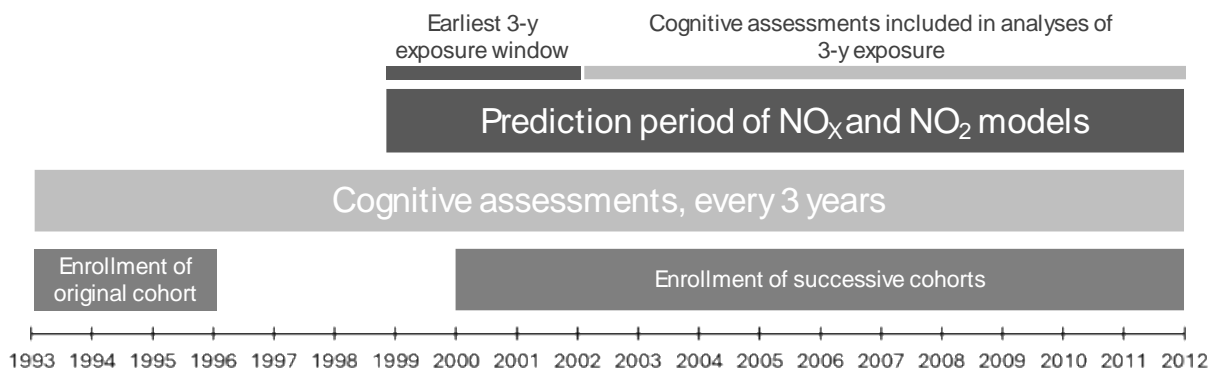 Earliest 3-y
exposure window
Cognitive assessments included in analyses of
3-y exposure
Prediction period of NOX and NO2 models
Cognitive assessments, every 3 years
Enrollment of
original cohort
Enrollment of successive cohorts
1993 1994 1995 1996 1997 1998 1999 2000 2001 2002 2003 2004 2005 2006 2007 2008 2009 2010 2011 2012